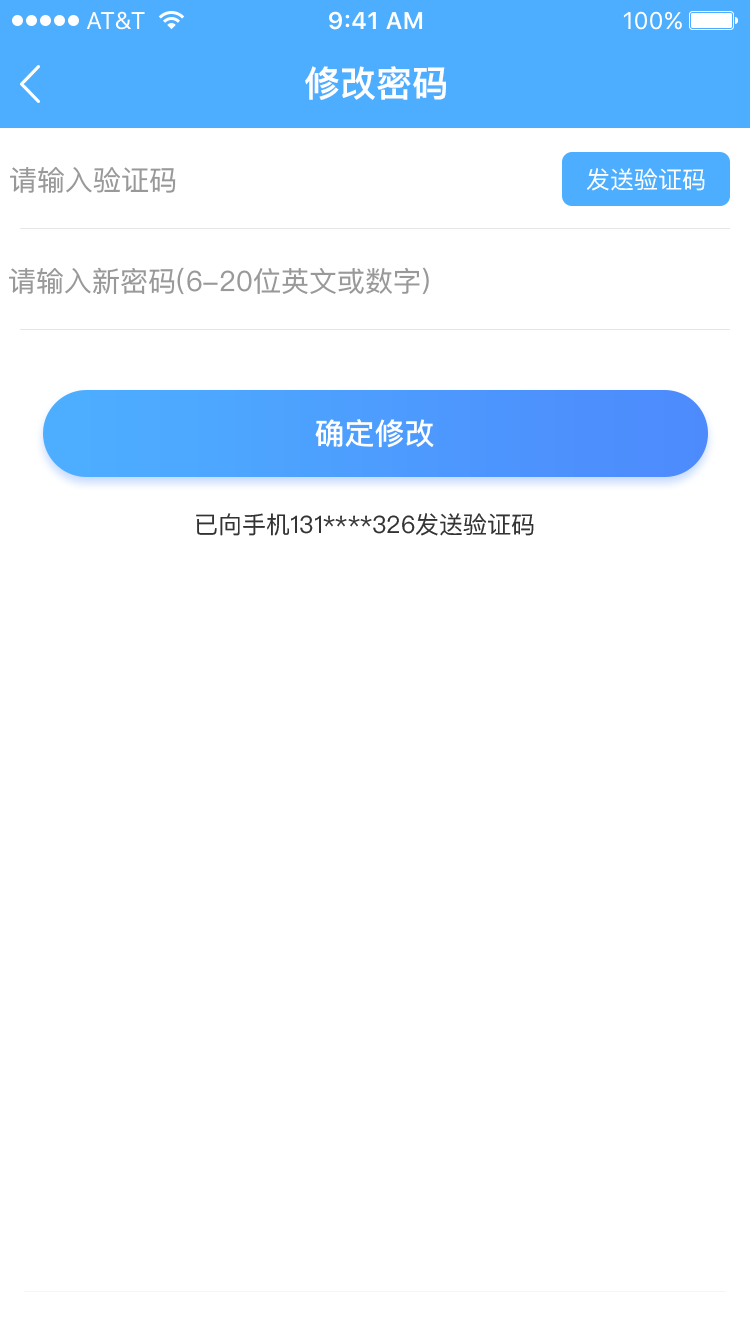 AT&T 9:41 AM 100%
修改密码
请输入验证码 发送验证码
请输入新密码(6-20位英文或数字)
确定修改
已向手机131****326发送验证码